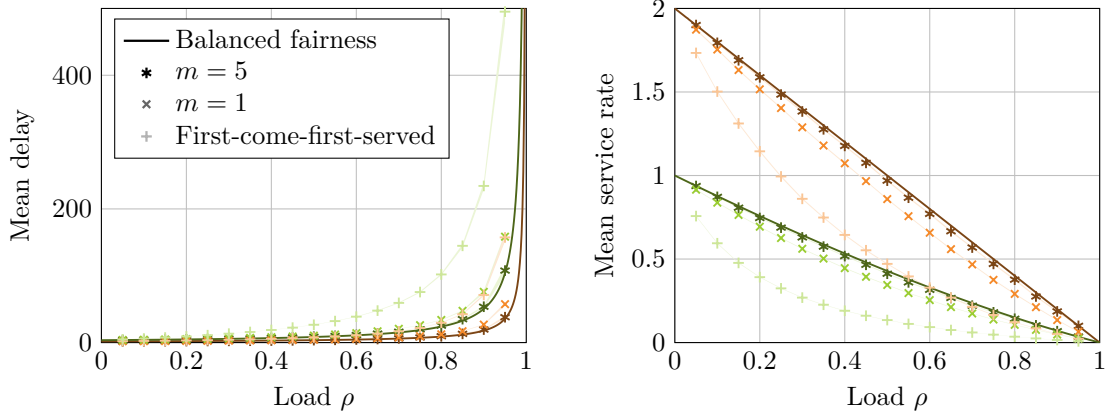 Mean delay
400
200
0
Balanced fairness
m = 5
m = 1
First-come-first-served
0 0.2 0.4 0.6 0.8 1
Load ρ
Mean service rate
2
1.5
1
0.5
0
0 0.2 0.4 0.6 0.8 1
Load ρ